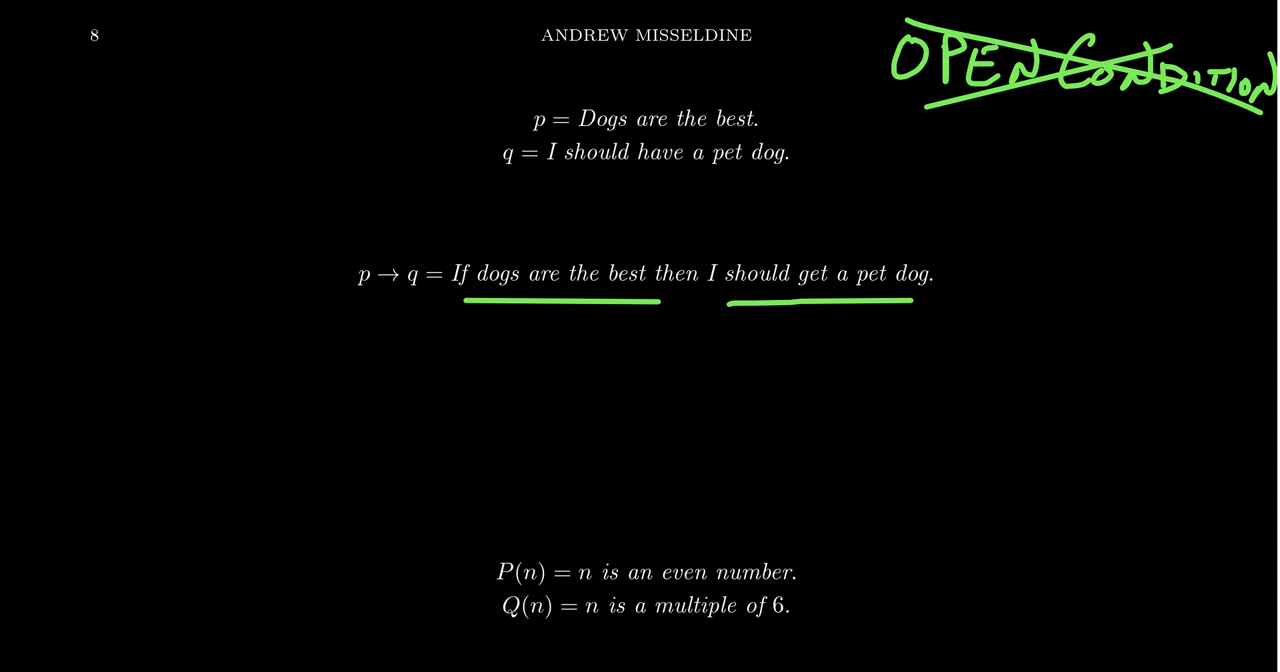 8 ANDREW MISSELDINE
OPEN CONDITION
p = Dogs are the best.
q = I should have a pet dog.
p → q = If dogs are the best then I should get a pet dog.
P(n) = n is an even number.
Q(n) = n is a multiple of 6.